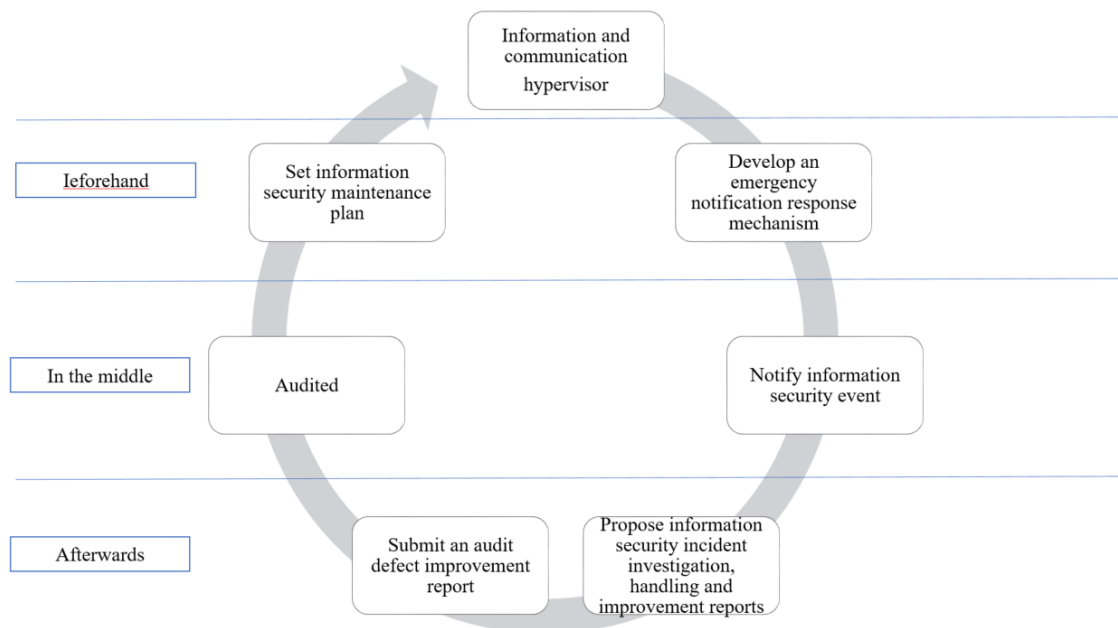 Information and
communication
hypervisor
Ieforehand
Set information
security maintenance
plan
Develop an
emergency
notification response
mechanism
In the middle
Audited
Notify information
security event
Afterwards
Submit an audit
defect improvement
report
Propose information
security incident
investigation,
handling and
improvement reports